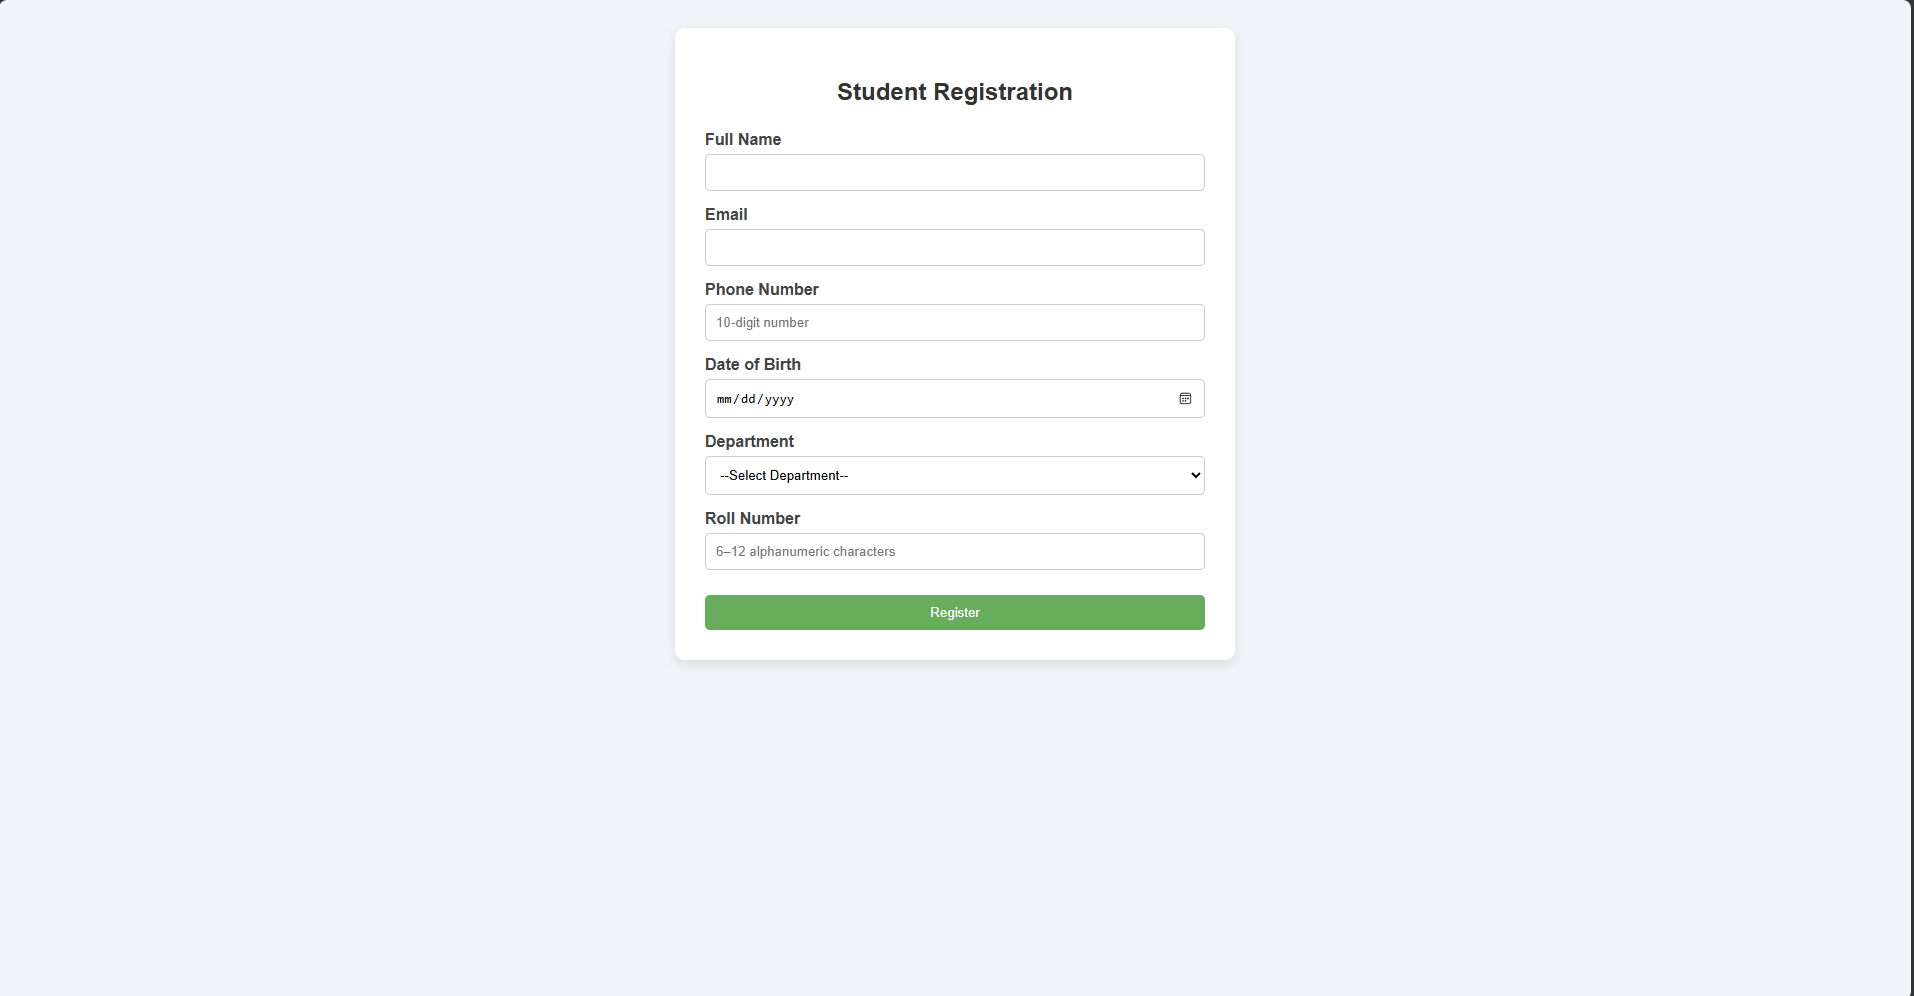 Student Registration
Full Name
Email
Phone Number
10-digit number
Date of Birth
mm/dd/yyyy
Department
--Select Department--
Roll Number
6–12 alphanumeric characters
Register